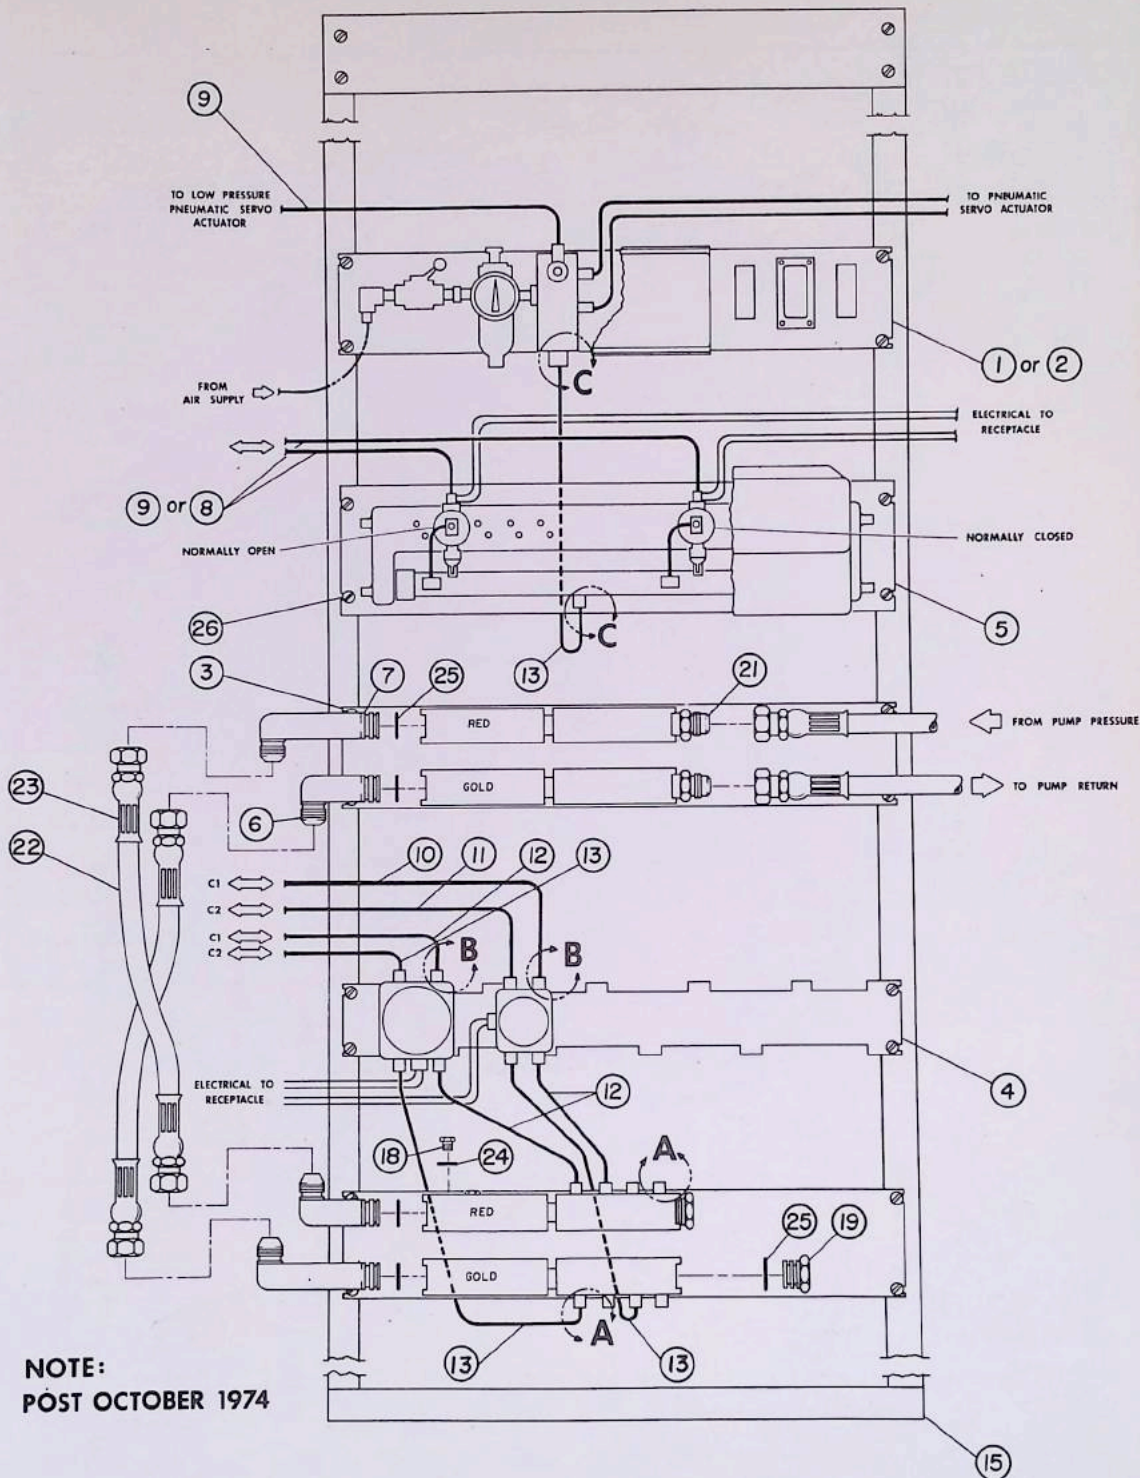 9
TO LOW PRESSURE
PNEUMATIC SERVO
ACTUATOR
TO PNEUMATIC
SERVO ACTUATOR
FROM
AIR SUPPLY
C
1 or 2
ELECTRICAL TO
RECEPTACLE
9 or 8
NORMALLY OPEN
NORMALLY CLOSED
26
5
C
13
3
7
25
21
RED
FROM PUMP PRESSURE
23
GOLD
TO PUMP RETURN
6
22
10
11
12
13
C1
C2
C1
C2
B
B
ELECTRICAL TO
RECEPTACLE
12
4
18
24
A
RED
25
19
GOLD
A
13
13
NOTE:
POST OCTOBER 1974
15